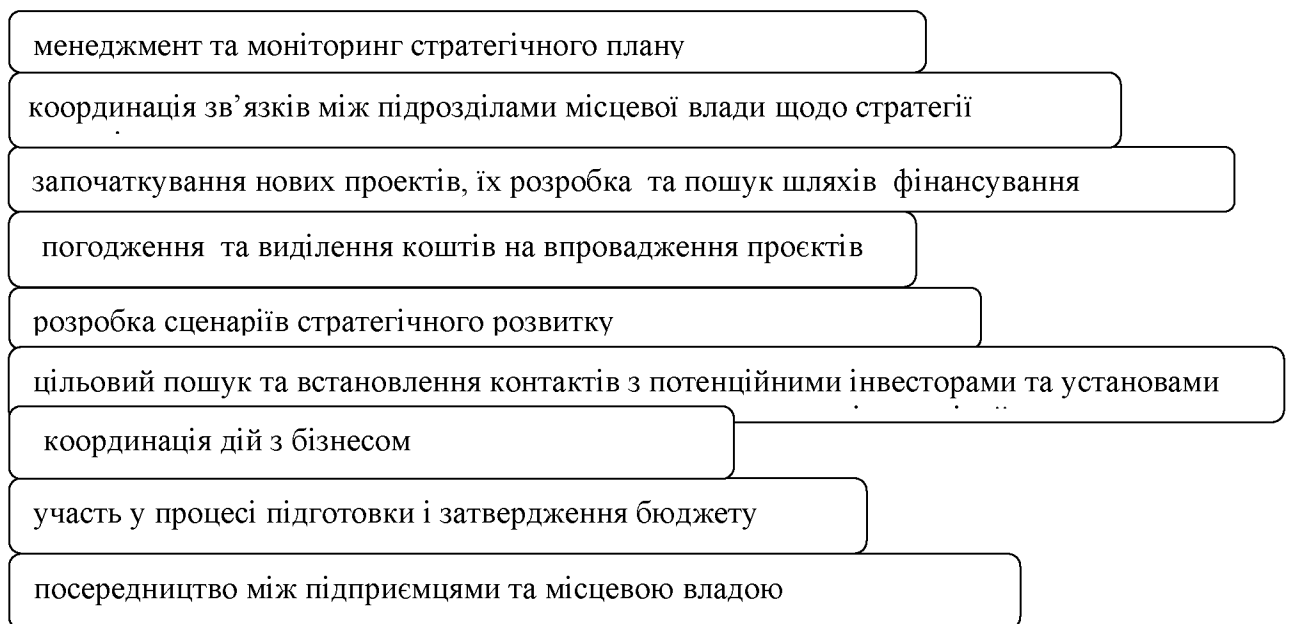 менеджмент та моніторинг стратегічного плану
координація зв’язків між підрозділами місцевої влади щодо стратегії
започаткування нових проектів, їх розробка та пошук шляхів фінансування
погодження та виділення коштів на впровадження проєктів
розробка сценаріїв стратегічного розвитку
цільовий пошук та встановлення контактів з потенційними інвесторами та установами
координація дій з бізнесом
участь у процесі підготовки і затвердження бюджету
посередництво між підприємцями та місцевою владою